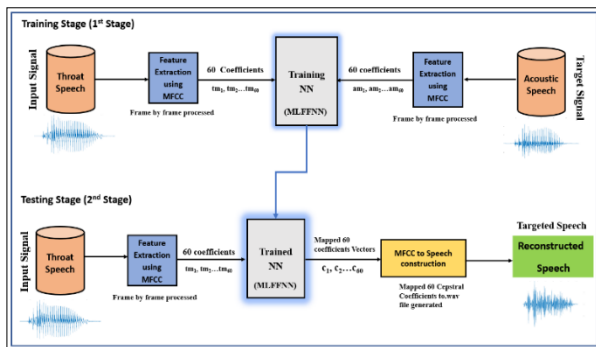 Training Stage (1st Stage)
Input Signal
Throat
Speech
Feature
Extraction
using
MFCC
Frame by frame processed
60 Coefficients
tm1, tm2...tm60
Training
NN
(MLFFNN)
60 coefficients
am1, am2...am60
Feature
Extraction
using
MFCC
Frame by frame processed
Acoustic
Speech
Target Signal
Testing Stage (2nd Stage)
Input Signal
Throat
Speech
Feature
Extraction
using
MFCC
Frame by frame processed
60 coefficients
tm1, tm2...tm60
Trained
NN
(MLFFNN)
Mapped 60
coefficients Vectors
c1, c2...c60
MFCC to Speech
construction
Mapped 60 Cepstral
Coefficients to.wav
file generated
Targeted Speech
Reconstructed
Speech